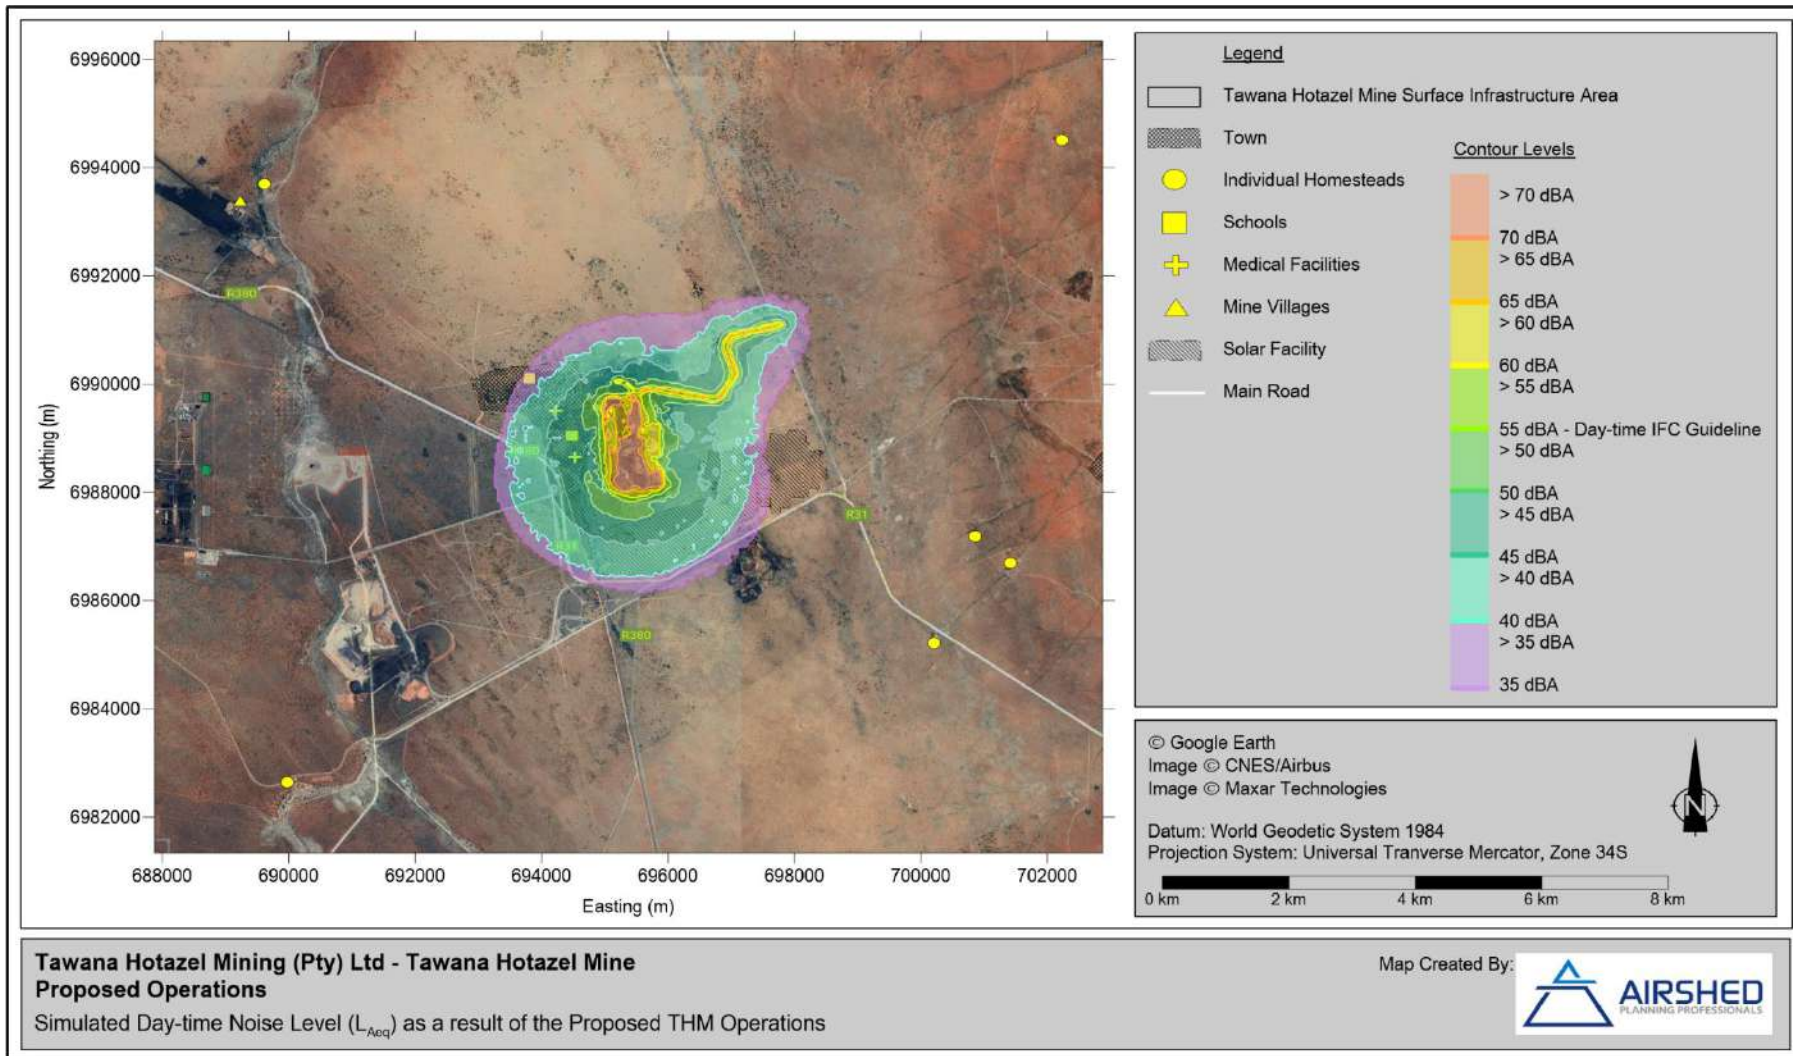 6996000
6994000
6992000
6990000
6988000
6986000
6984000
6982000
Northing (m)
688000
690000
692000
694000
696000
698000
700000
702000
Easting (m)
R380
R31
R380
Legend
Tawana Hotazel Mine Surface Infrastructure Area
Town
Individual Homesteads
Schools
Medical Facilities
Mine Villages
Solar Facility
Main Road
Contour Levels
> 70 dBA
70 dBA
> 65 dBA
65 dBA
> 60 dBA
60 dBA
> 55 dBA
55 dBA - Day-time IFC Guideline
> 50 dBA
50 dBA
> 45 dBA
45 dBA
> 40 dBA
40 dBA
> 35 dBA
35 dBA
© Google Earth
Image © CNES/Airbus
Image © Maxar Technologies
Datum: World Geodetic System 1984
Projection System: Universal Tranverse Mercator, Zone 34S
N
0 km
2 km
4 km
6 km
8 km
Tawana Hotazel Mining (Pty) Ltd - Tawana Hotazel Mine
Proposed Operations
Simulated Day-time Noise Level (LAeq) as a result of the Proposed THM Operations
Map Created By:
AIRSHED
PLANNING PROFESSIONALS